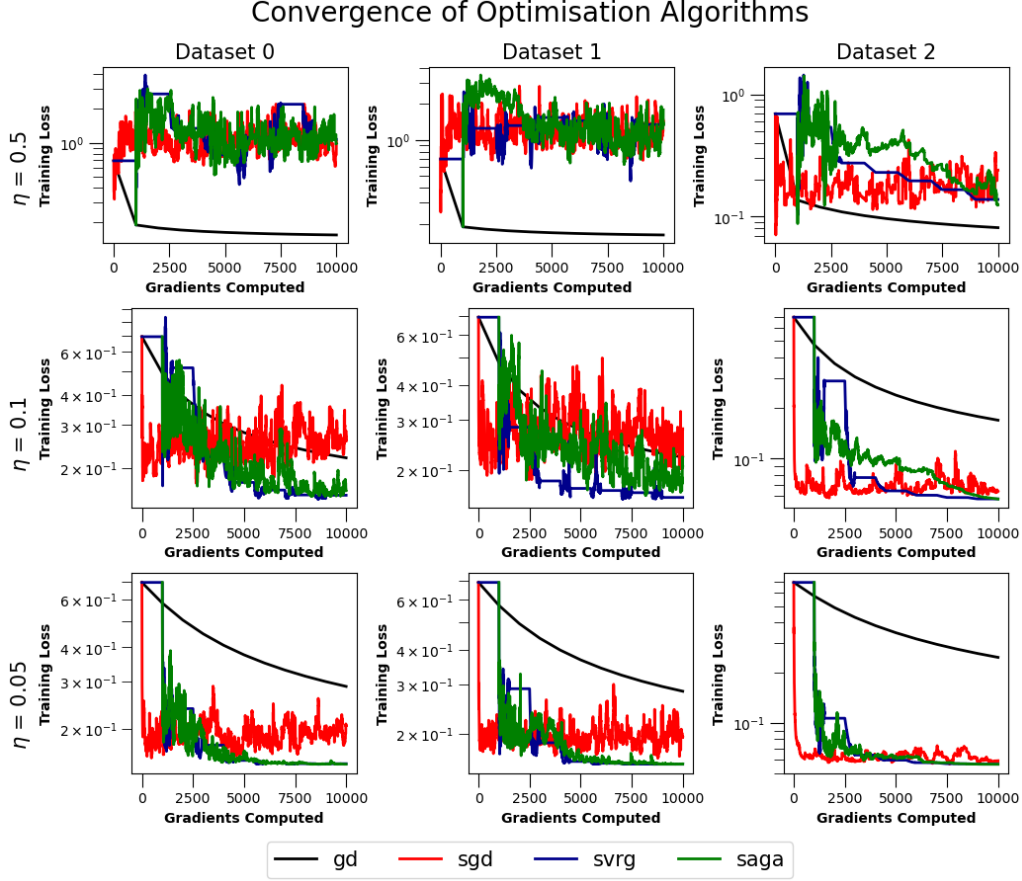 Convergence of Optimisation Algorithms
Dataset 0
Dataset 1
Dataset 2
η = 0.5
Training Loss
10⁰
0 2500 5000 7500 10000
Gradients Computed
Training Loss
10⁰
0 2500 5000 7500 10000
Gradients Computed
Training Loss
10⁰
10⁻¹
0 2500 5000 7500 10000
Gradients Computed
η = 0.1
Training Loss
6 × 10⁻¹
4 × 10⁻¹
3 × 10⁻¹
2 × 10⁻¹
0 2500 5000 7500 10000
Gradients Computed
Training Loss
6 × 10⁻¹
4 × 10⁻¹
3 × 10⁻¹
2 × 10⁻¹
0 2500 5000 7500 10000
Gradients Computed
Training Loss
10⁻¹
0 2500 5000 7500 10000
Gradients Computed
η = 0.05
Training Loss
6 × 10⁻¹
4 × 10⁻¹
3 × 10⁻¹
2 × 10⁻¹
0 2500 5000 7500 10000
Gradients Computed
Training Loss
6 × 10⁻¹
4 × 10⁻¹
3 × 10⁻¹
2 × 10⁻¹
0 2500 5000 7500 10000
Gradients Computed
Training Loss
10⁻¹
0 2500 5000 7500 10000
Gradients Computed
gd sgd svrg saga